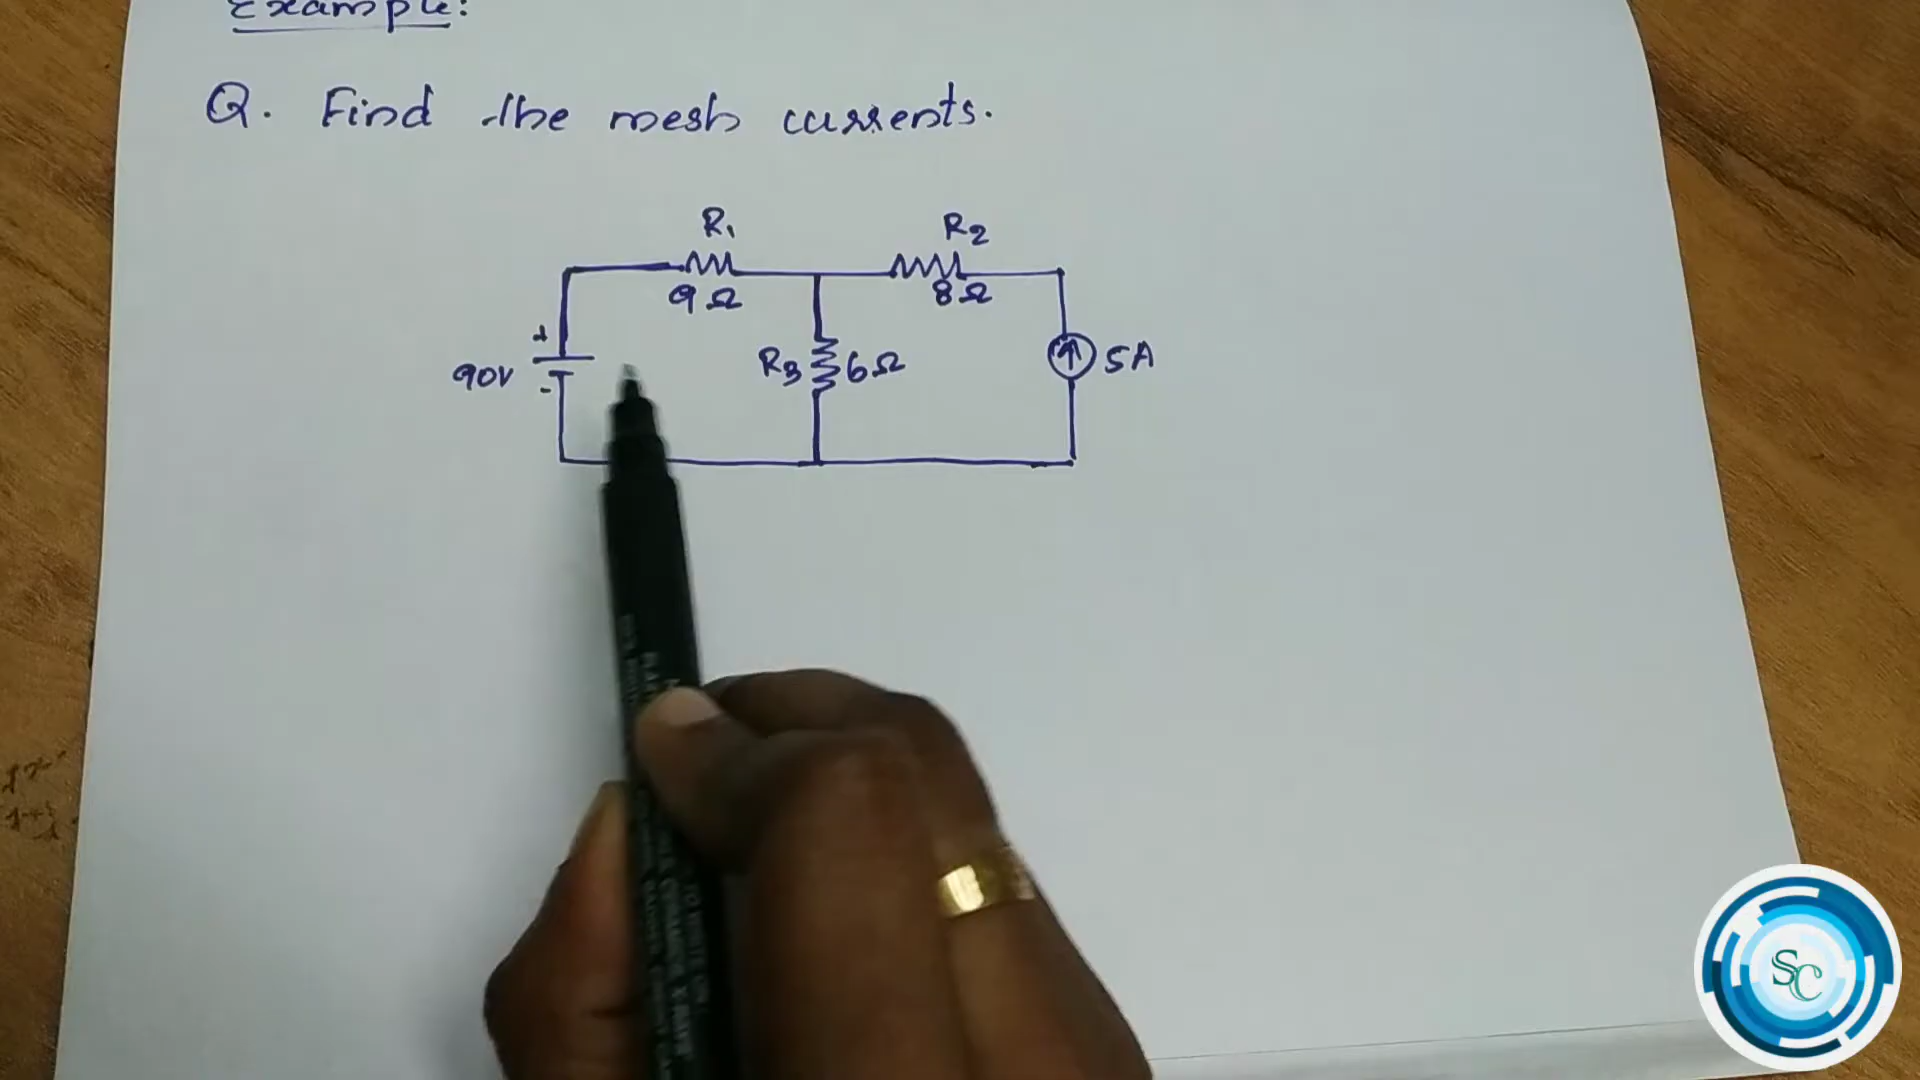 Example:
Q. Find the mesh currents.
R1 R2
9Ω 8Ω
+
90V R3 6Ω 5A
-
SC